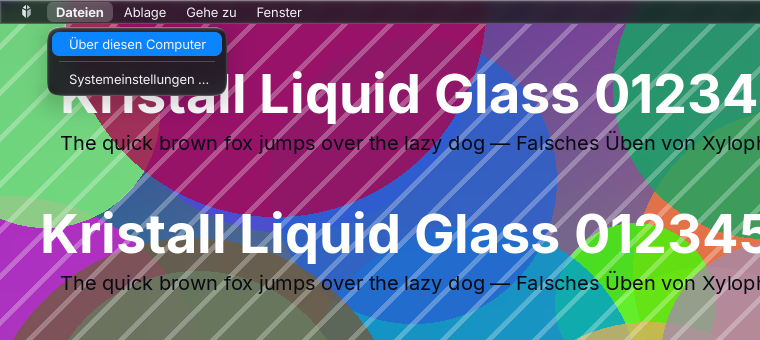 Dateien Ablage Gehe zu Fenster
Über diesen Computer
Systemeinstellungen ...
Kristall Liquid Glass 01234
The quick brown fox jumps over the lazy dog — Falsches Üben von Xyloph
Kristall Liquid Glass 012345
The quick brown fox jumps over the lazy dog — Falsches Üben von Xyloph